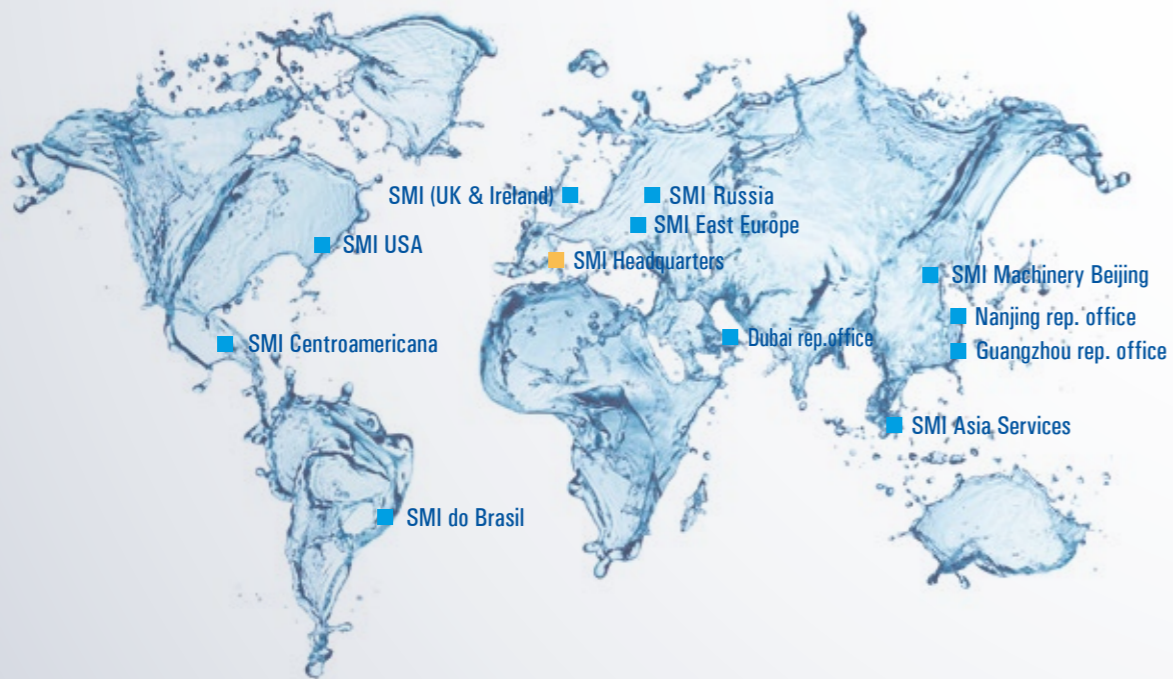 SMI (UK & Ireland)
SMI Russia
SMI East Europe
SMI USA
SMI Headquarters
SMI Machinery Beijing
Nanjing rep. office
SMI Centroamericana
Dubai rep.office
Guangzhou rep. office
SMI Asia Services
SMI do Brasil